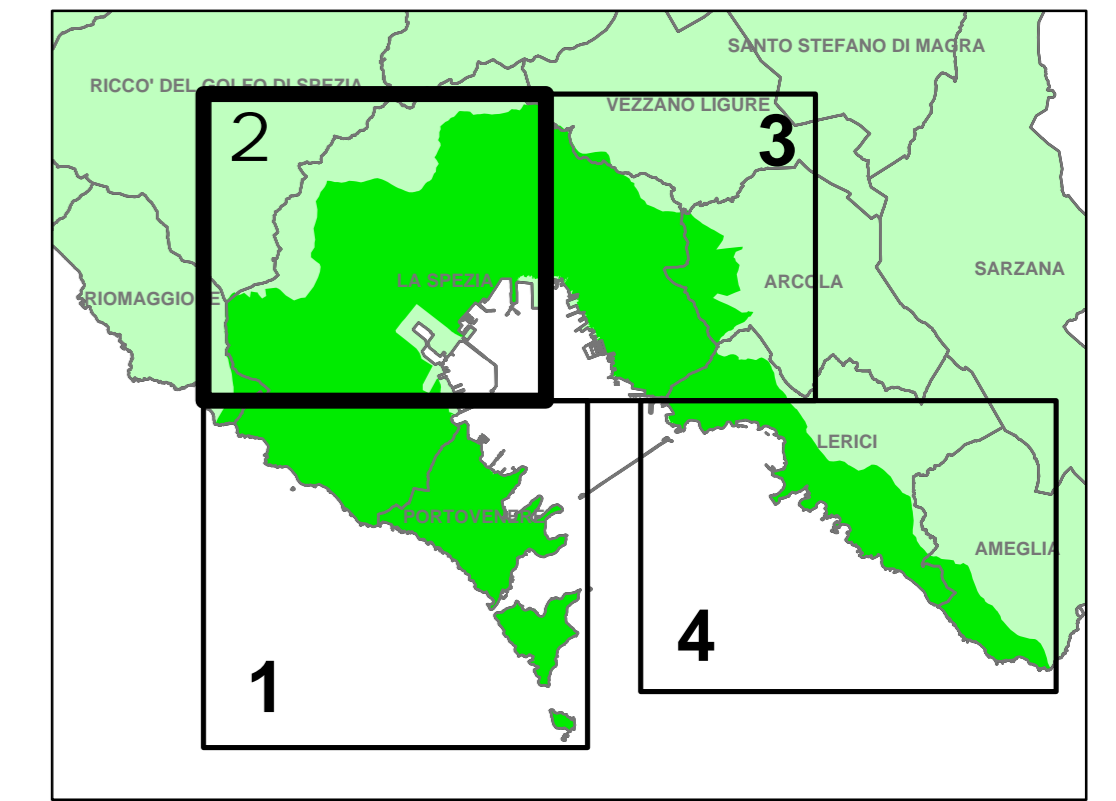 SANTO STEFANO DI MAGRA
RICCO' DEL GOLFO DI SPEZIA
VEZZANO LIGURE
2
3
SARZANA
LA SPEZIA
ARCOLA
RIOMAGGIORE
LERICI
PORTOVENERE
AMEGLIA
4
1